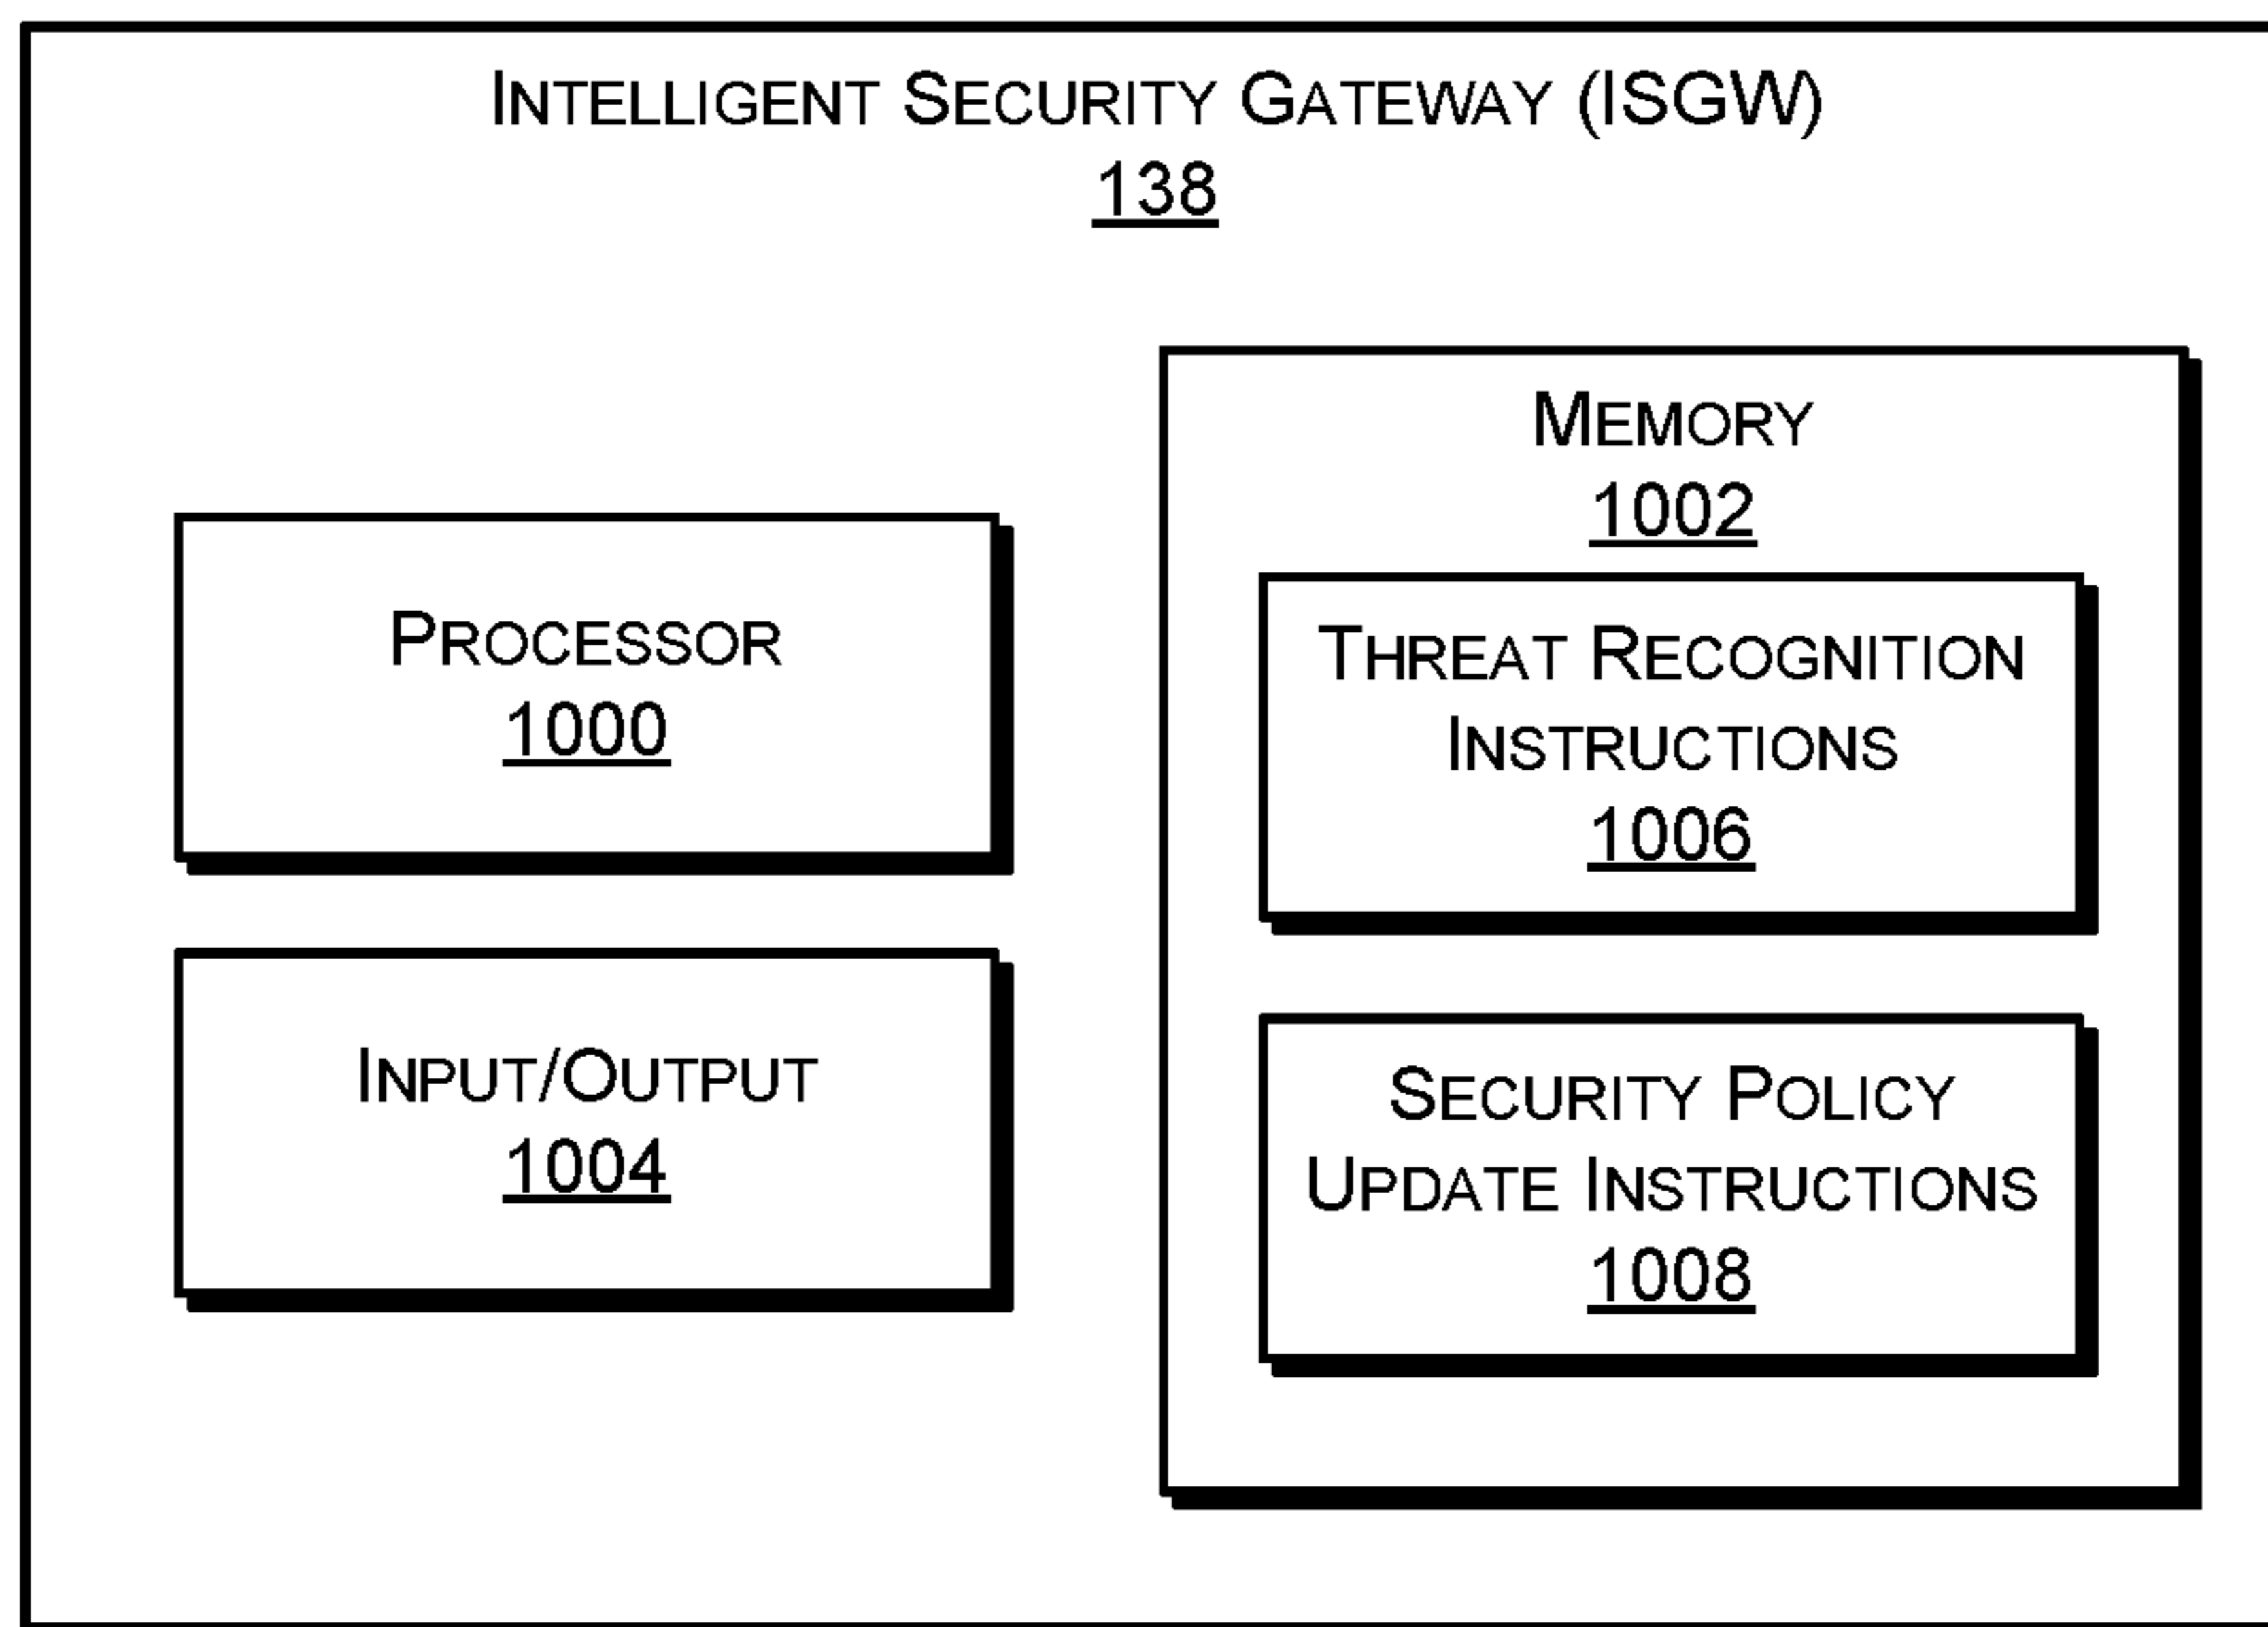 INTELLIGENT SECURITY GATEWAY (ISGW)
138
PROCESSOR
1000
INPUT/OUTPUT
1004
MEMORY
1002
THREAT RECOGNITION
INSTRUCTIONS
1006
SECURITY POLICY
UPDATE INSTRUCTIONS
1008